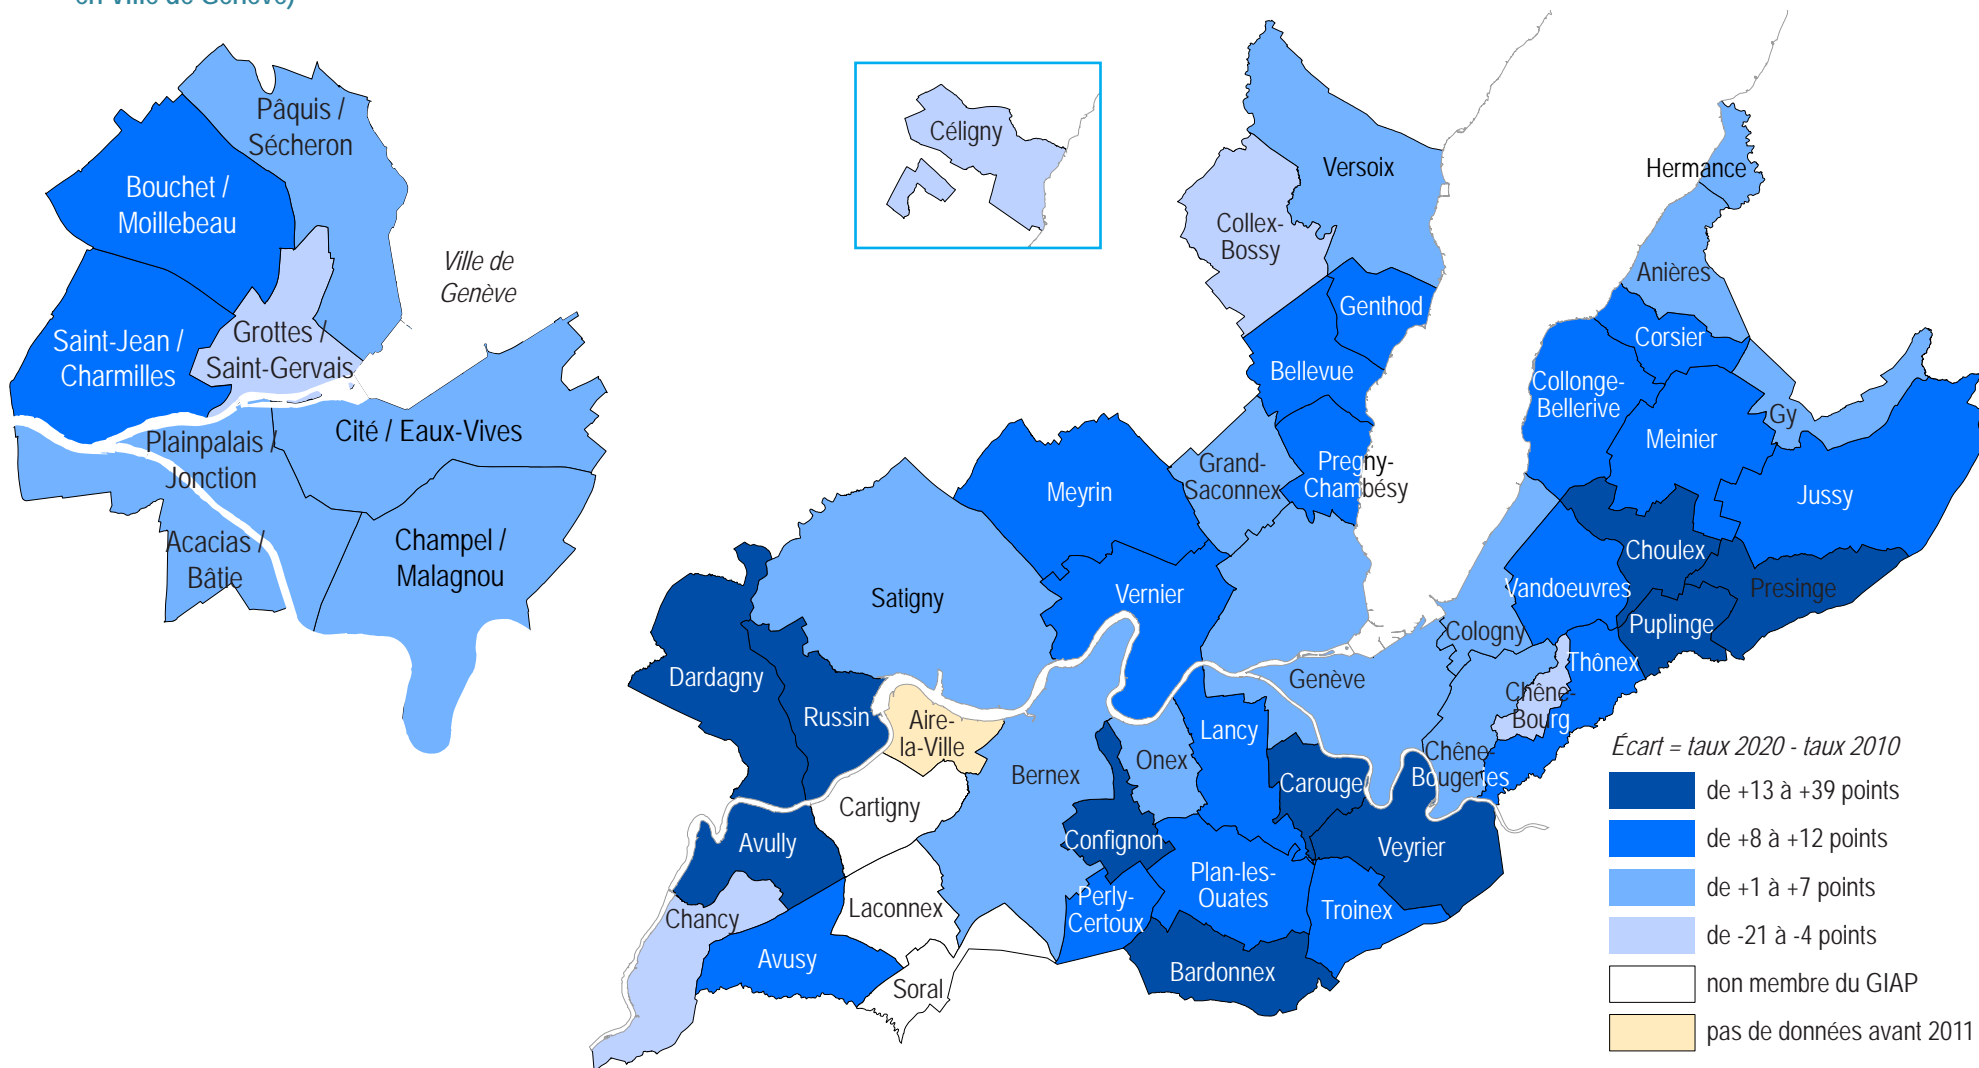 en Ville de Genève)
Pâquis /
Sécheron
Bouchet /
Moillebeau
Saint-Jean /
Charmilles
Grottes /
Saint-Gervais
Ville de
Genève
Plainpalais /
Jonction
Cité / Eaux-Vives
Acacias /
Bâtie
Champel /
Malagnou
Céligny
Versoix
Collex-
Bossy
Genthod
Bellevue
Hermance
Anières
Corsier
Collonge-
Bellerive
Meinier
Gy
Jussy
Grand-
Saconnex
Pregny-
Chambésy
Meyrin
Choulex
Presinge
Vandoeuvres
Puplinge
Vernier
Satigny
Cologny
Thônex
Chêne-
Bourg
Genève
Dardagny
Russin
Aire-
la-Ville
Bernex
Onex
Lancy
Carouge
Chêne-
Bougeries
Cartigny
Avully
Confignon
Veyrier
Plan-les-
Ouates
Perly-
Certoux
Troinex
Laconnex
Chancy
Avusy
Soral
Bardonnex
Écart = taux 2020 - taux 2010
de +13 à +39 points
de +8 à +12 points
de +1 à +7 points
de -21 à -4 points
non membre du GIAP
pas de données avant 2011